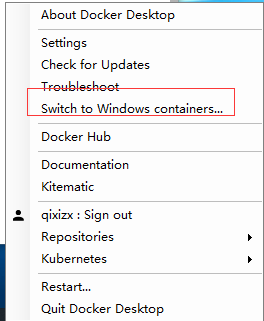 About Docker Desktop
Settings
Check for Updates
Troubleshoot
Switch to Windows containers...
Docker Hub
Documentation
Kitematic
qixizx : Sign out
Repositories
Kubernetes
Restart...
Quit Docker Desktop